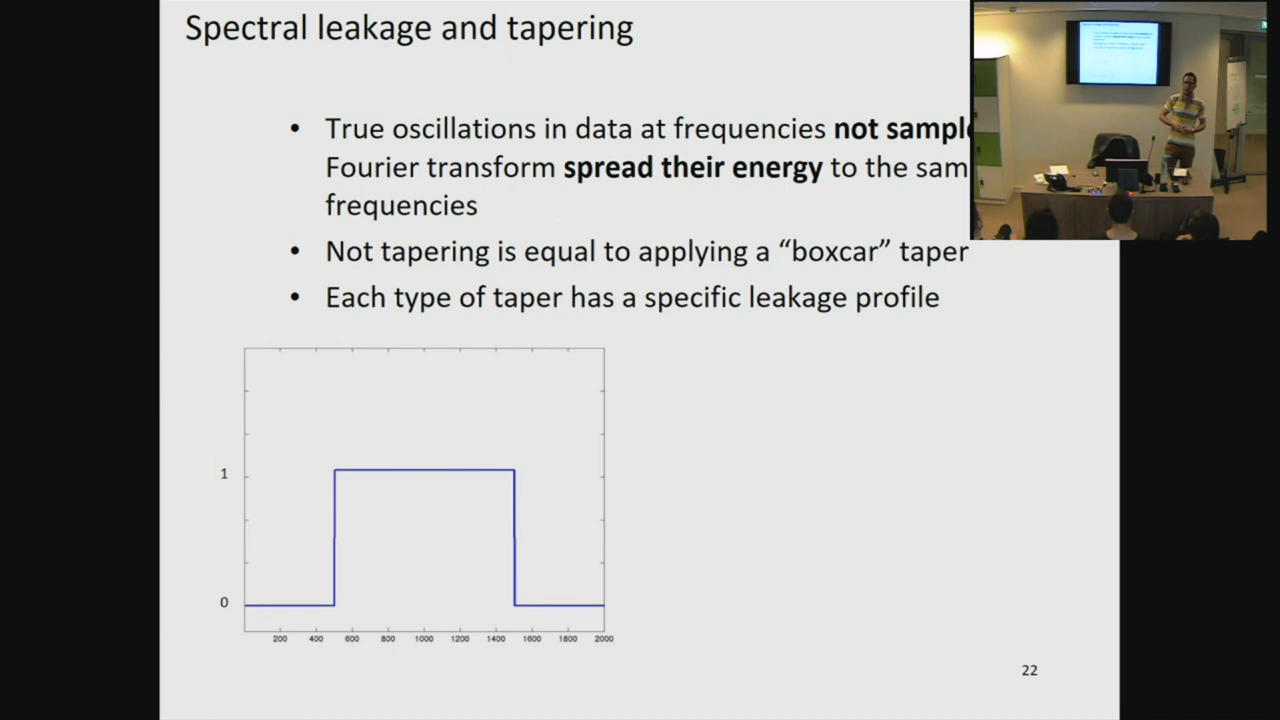 Spectral leakage and tapering
• True oscillations in data at frequencies not sampl
Fourier transform spread their energy to the sam
frequencies
• Not tapering is equal to applying a “boxcar” taper
• Each type of taper has a specific leakage profile
1
0
200 400 600 800 1000 1200 1400 1600 1800 2000
22